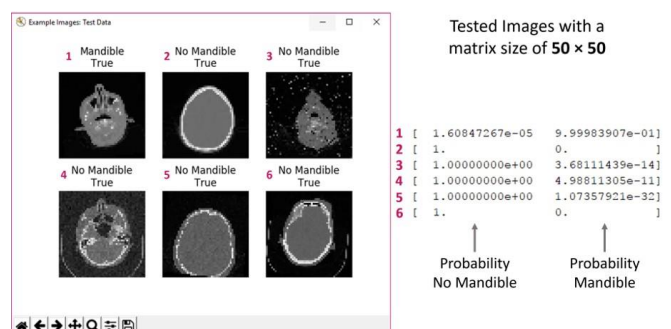 Example Images: Test Data
1 Mandible
True
2 No Mandible
True
3 No Mandible
True
4 No Mandible
True
5 No Mandible
True
6 No Mandible
True
Tested Images with a
matrix size of 50 × 50
1 [ 1.60847267e-05 9.99983907e-01]
2 [ 1. 0. ]
3 [ 1.00000000e+00 3.68111439e-14]
4 [ 1.00000000e+00 4.98811305e-11]
5 [ 1.00000000e+00 1.07357921e-32]
6 [ 1. 0. ]
Probability
No Mandible
Probability
Mandible